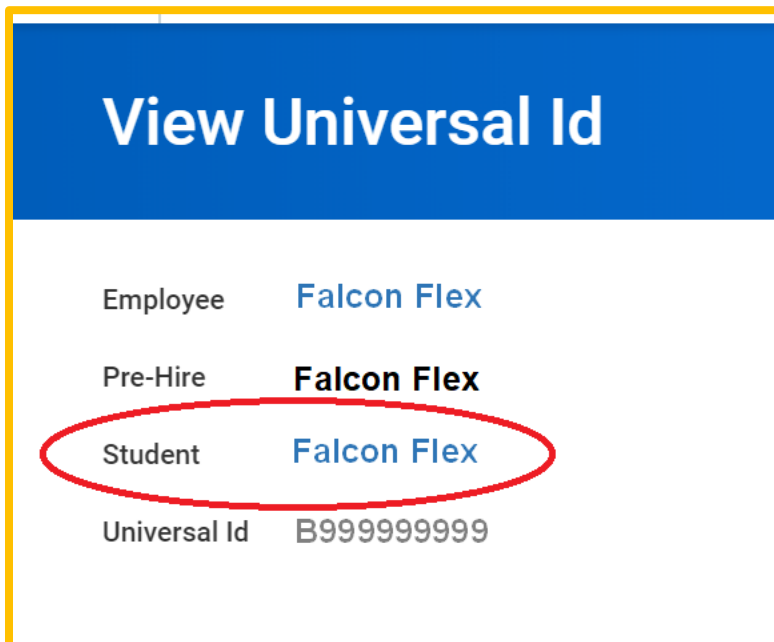 View Universal Id
Employee Falcon Flex
Pre-Hire Falcon Flex
Student Falcon Flex
Universal Id B999999999